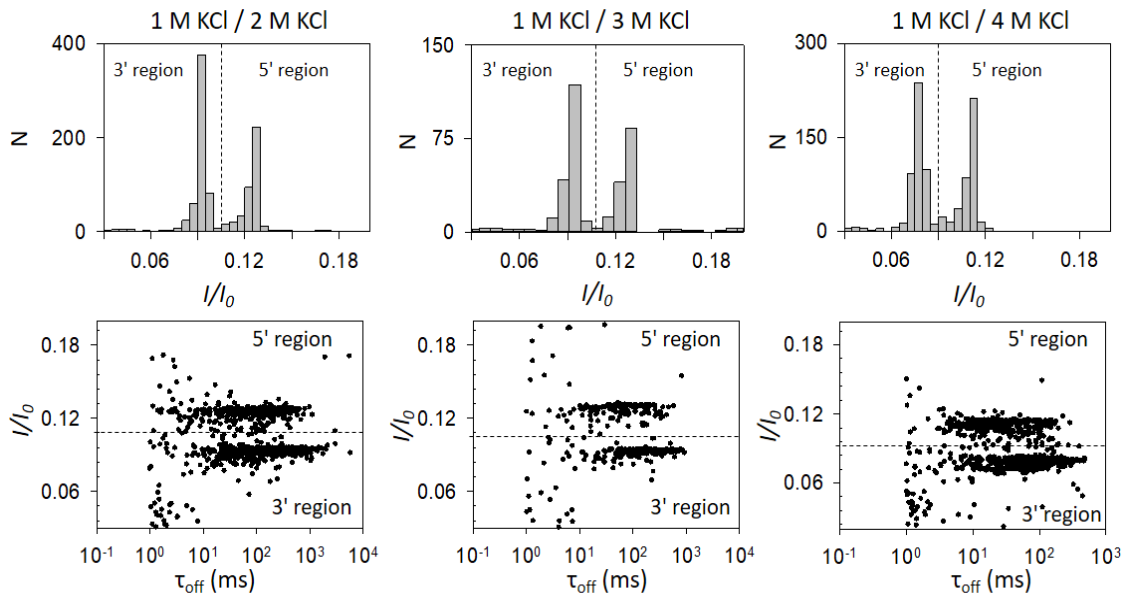 1 M KCl / 2 M KCl
400
200
0
N
3' region
5' region
0.06
0.12
0.18
I/I0
1 M KCl / 3 M KCl
150
75
0
N
3' region
5' region
0.06
0.12
0.18
I/I0
1 M KCl / 4 M KCl
300
150
0
N
3' region
5' region
0.06
0.12
0.18
I/I0
0.18
0.12
0.06
I/I0
5' region
3' region
10-1 100 101 102 103 104
τoff (ms)
0.18
0.12
0.06
I/I0
5' region
3' region
10-1 100 101 102 103 104
τoff (ms)
0.18
0.12
0.06
I/I0
5' region
3' region
10-1 100 101 102 103
τoff (ms)